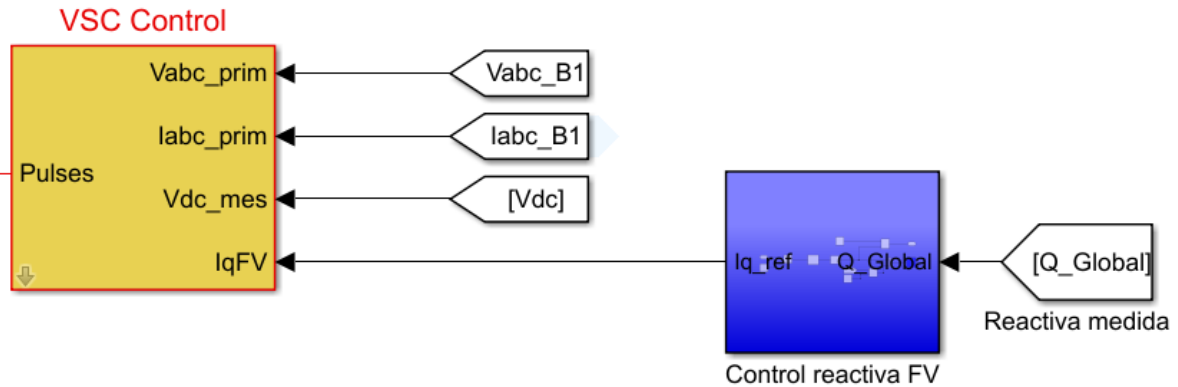 VSC Control
Vabc_prim
Vabc_B1
Iabc_prim
Iabc_B1
Pulses
Vdc_mes
[Vdc]
IqFV
Iq_ref
Q_Global
[Q_Global]
Reactiva medida
Control reactiva FV